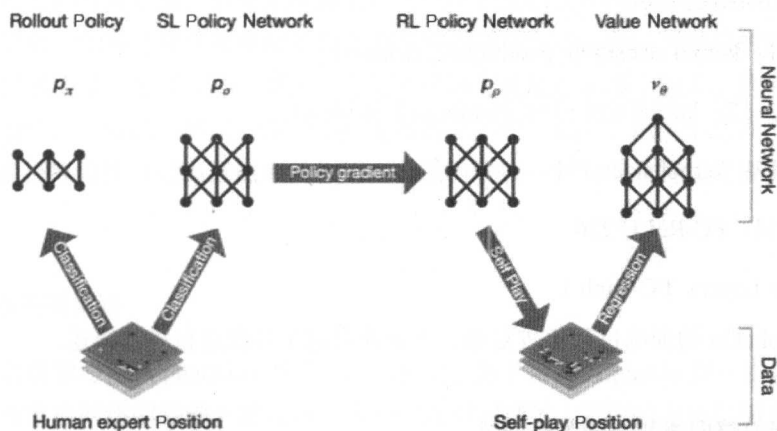 Rollout Policy SL Policy Network RL Policy Network Value Network
pπ pσ pρ vθ
Neural Network
Policy gradient
Classification Classification Self Play Regression
Data
Human expert Position Self-play Position